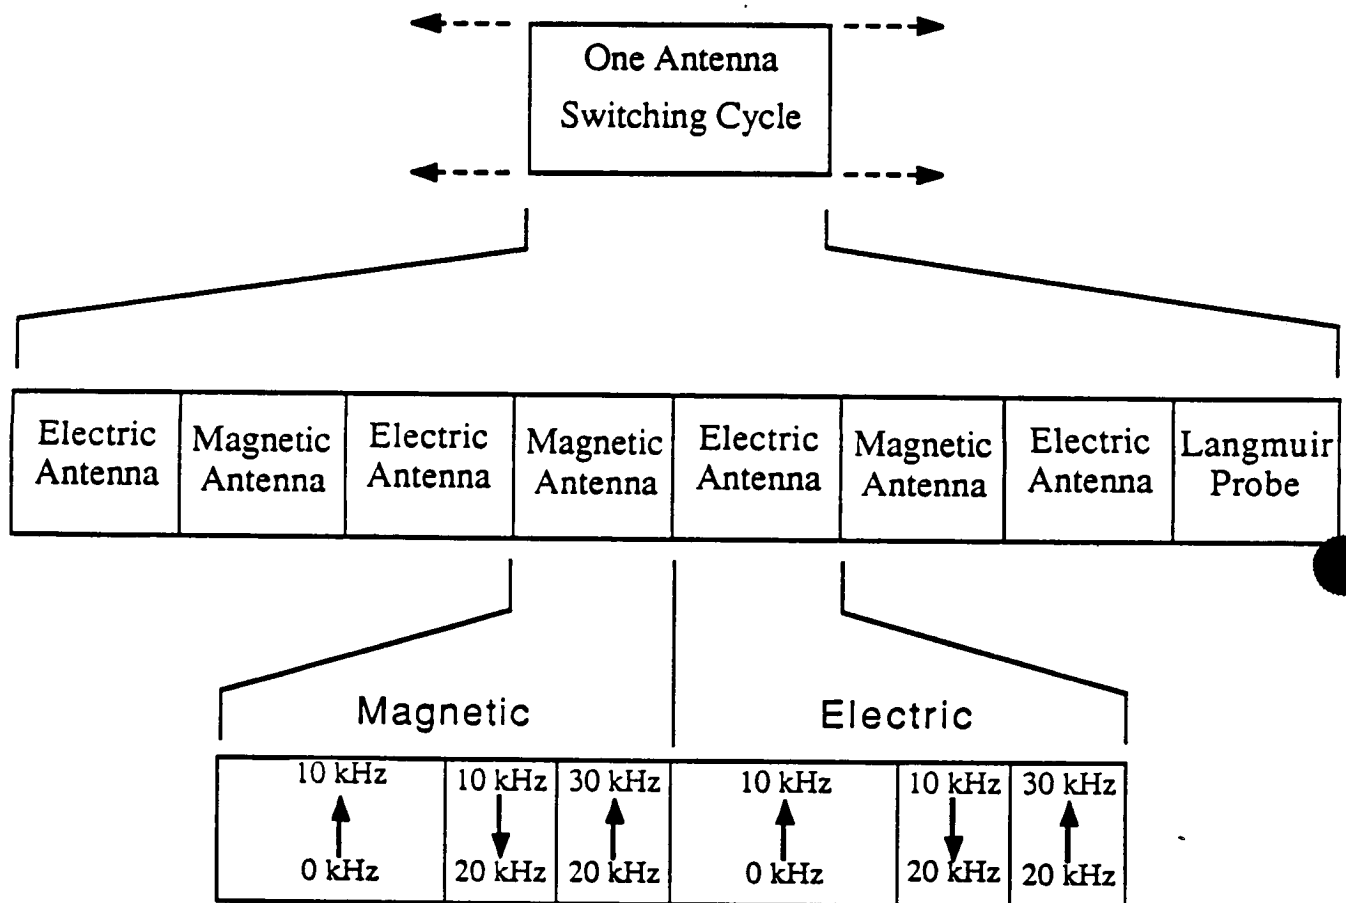 One Antenna
Switching Cycle
Electric
Antenna
Magnetic
Antenna
Electric
Antenna
Magnetic
Antenna
Electric
Antenna
Magnetic
Antenna
Electric
Antenna
Langmuir
Probe
Magnetic
Electric
10 kHz
0 kHz
10 kHz
20 kHz
30 kHz
20 kHz
10 kHz
0 kHz
10 kHz
20 kHz
30 kHz
20 kHz